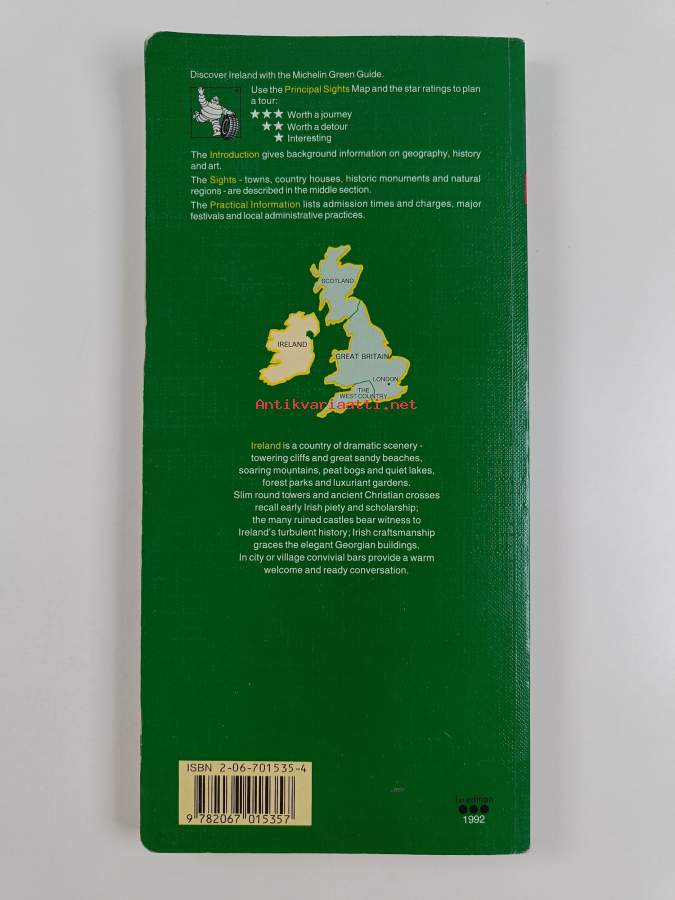 Discover Ireland with the Michelin Green Guide.
Use the Principal Sights Map and the star ratings to plan
a tour:
★★★ Worth a journey
★★ Worth a detour
★ Interesting
The Introduction gives background information on geography, history
and art.
The Sights - towns, country houses, historic monuments and natural
regions - are described in the middle section.
The Practical Information lists admission times and charges, major
festivals and local administrative practices.
SCOTLAND
IRELAND
GREAT BRITAIN
LONDON
THE
WEST COUNTRY
Antikvariaatti.net
Ireland is a country of dramatic scenery -
towering cliffs and great sandy beaches,
soaring mountains, peat bogs and quiet lakes,
forest parks and luxuriant gardens.
Slim round towers and ancient Christian crosses
recall early Irish piety and scholarship;
the many ruined castles bear witness to
Ireland's turbulent history; Irish craftsmanship
graces the elegant Georgian buildings.
In city or village convivial bars provide a warm
welcome and ready conversation.
ISBN 2-06-701535-4
9 782067 015357
1st edition
1992